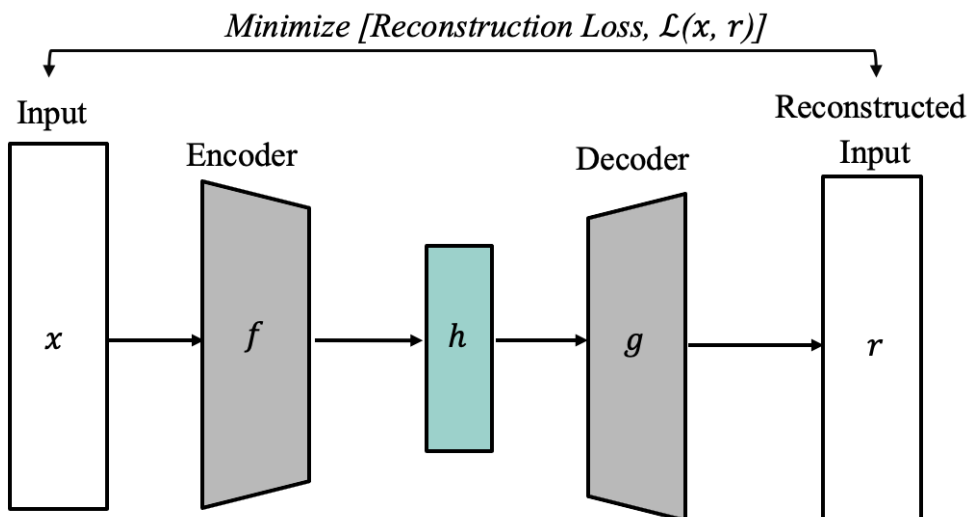 Minimize [Reconstruction Loss, ℒ(x, r)]
Input
Reconstructed
Input
Encoder
Decoder
x
f
h
g
r